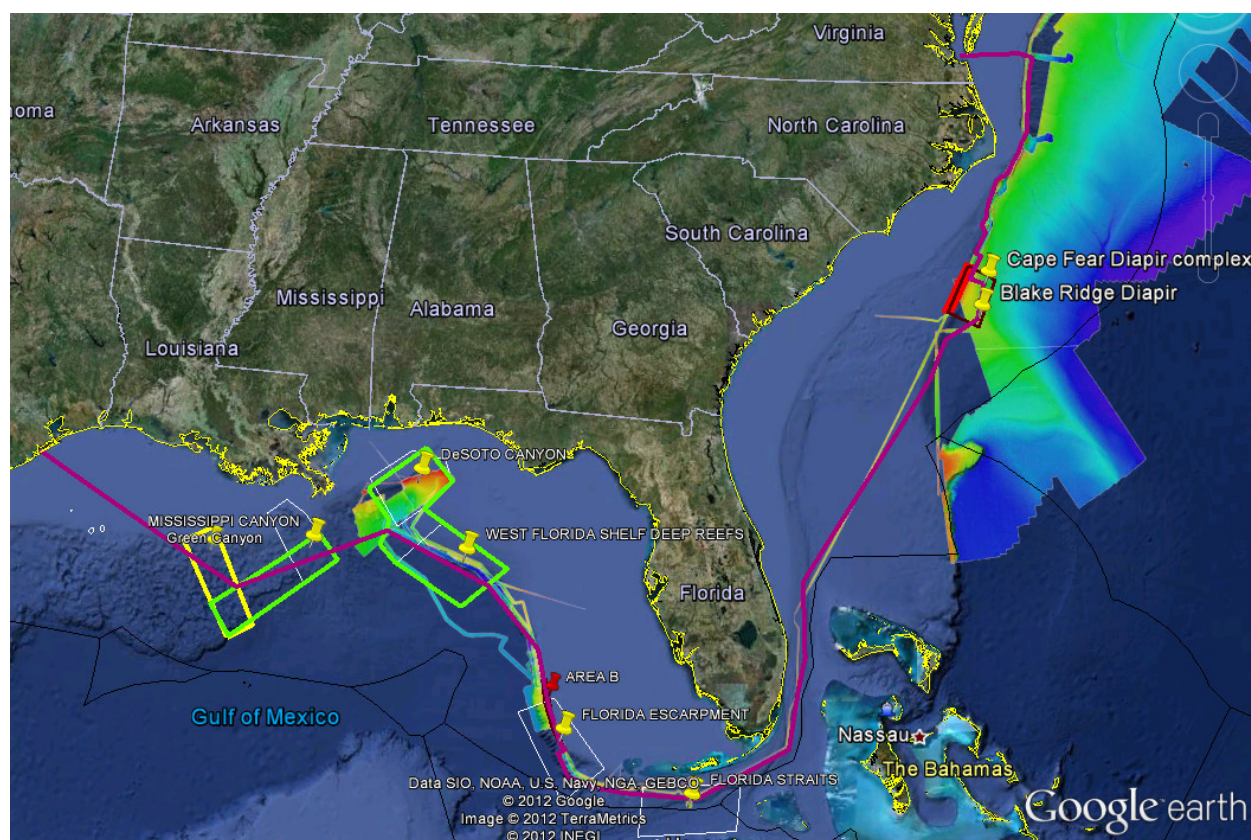 Virginia
homa
Arkansas
Tennessee
North Carolina
South Carolina
Cape Fear Diapir complex
Mississippi
Alabama
Blake Ridge Diapir
Georgia
Louisiana
DeSOTO CANYON
MISSISSIPPI CANYON
Green Canyon
WEST FLORIDA SHELF DEEP REEFS
Florida
AREA B
Gulf of Mexico
FLORIDA ESCARPMENT
Nassau
The Bahamas
Data SIO, NOAA, U.S. Navy, NGA, GEBCO
FLORIDA STRAITS
© 2012 Google
Image © 2012 TerraMetrics
© 2012 INEGI
Google earth